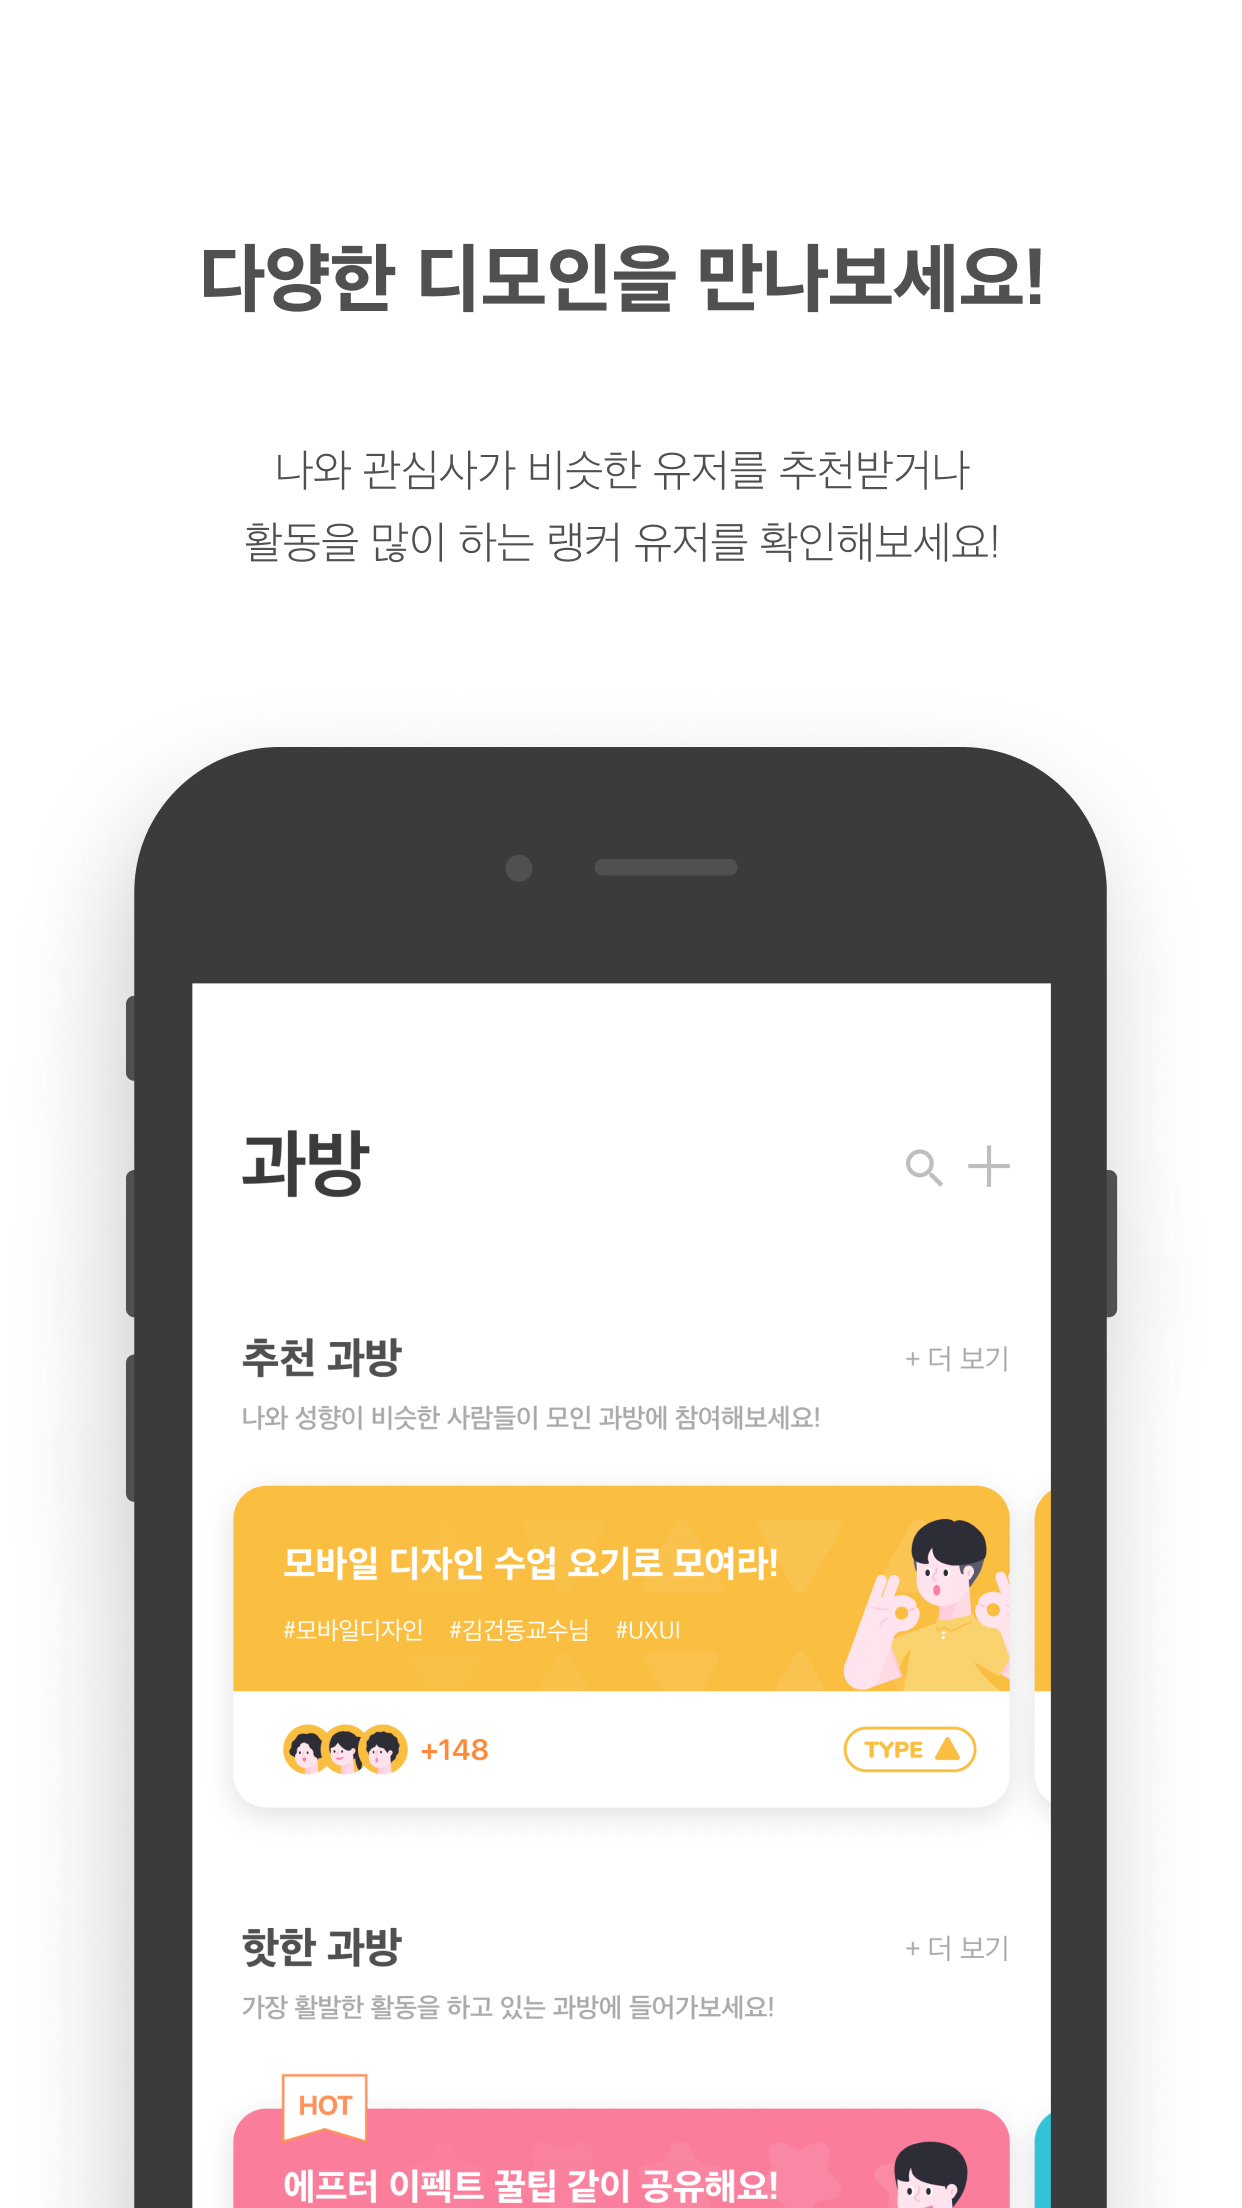 다양한 디모인을 만나보세요!
나와 관심사가 비슷한 유저를 추천받거나
활동을 많이 하는 랭커 유저를 확인해보세요!
과방
추천 과방
+ 더 보기
나와 성향이 비슷한 사람들이 모인 과방에 참여해보세요!
모바일 디자인 수업 요기로 모여라!
#모바일디자인 #김건동교수님 #UXUI
+148
TYPE
핫한 과방
+ 더 보기
가장 활발한 활동을 하고 있는 과방에 들어가보세요!
HOT
에프터 이펙트 꿀팁 같이 공유해요!